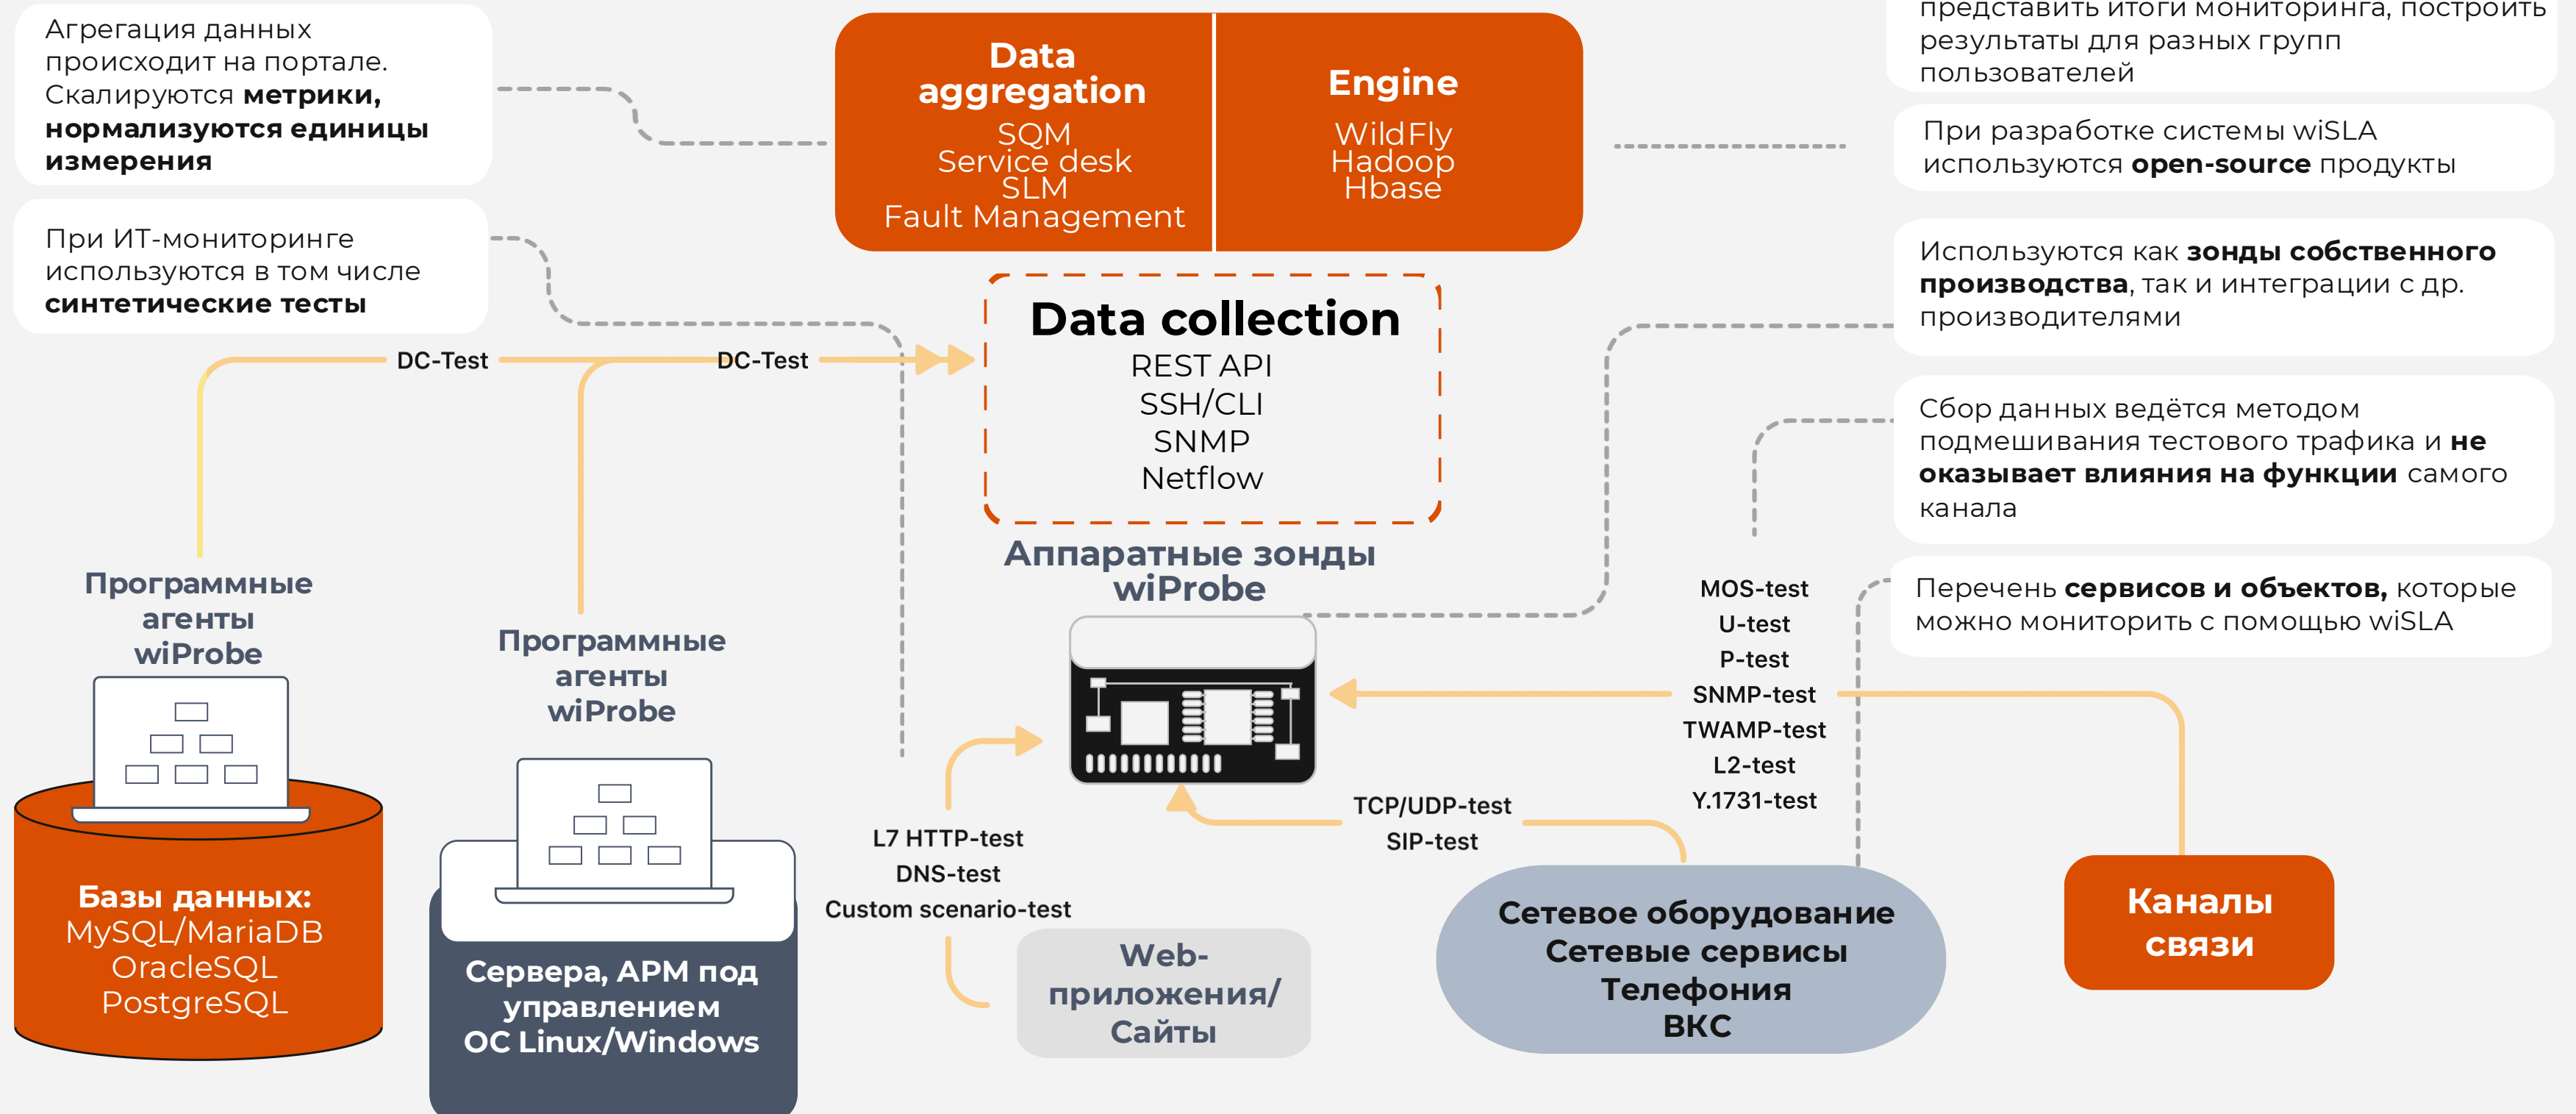 Агрегация данных
происходит на портале.
Скалируются метрики,
нормализуются единицы
измерения
При ИТ-мониторинге
используются в том числе
синтетические тесты
Data
aggregation
SQM
Service desk
SLM
Fault Management
Engine
WildFly
Hadoop
Hbase
представить итоги мониторинга, построить
результаты для разных групп
пользователей
При разработке системы wiSLA
используются open-source продукты
Используются как зонды собственного
производства, так и интеграции с др.
производителями
Сбор данных ведётся методом
подмешивания тестового трафика и не
оказывает влияния на функции самого
канала
Перечень сервисов и объектов, которые
можно мониторить с помощью wiSLA
DC-Test
DC-Test
Data collection
REST API
SSH/CLI
SNMP
Netflow
Аппаратные зонды
wiProbe
Программные
агенты
wiProbe
Программные
агенты
wiProbe
MOS-test
U-test
P-test
SNMP-test
TWAMP-test
L2-test
Y.1731-test
TCP/UDP-test
SIP-test
L7 HTTP-test
DNS-test
Custom scenario-test
Базы данных:
MySQL/MariaDB
OracleSQL
PostgreSQL
Сервера, АРМ под
управлением
ОС Linux/Windows
Web-
приложения/
Сайты
Сетевое оборудование
Сетевые сервисы
Телефония
ВКС
Каналы
связи